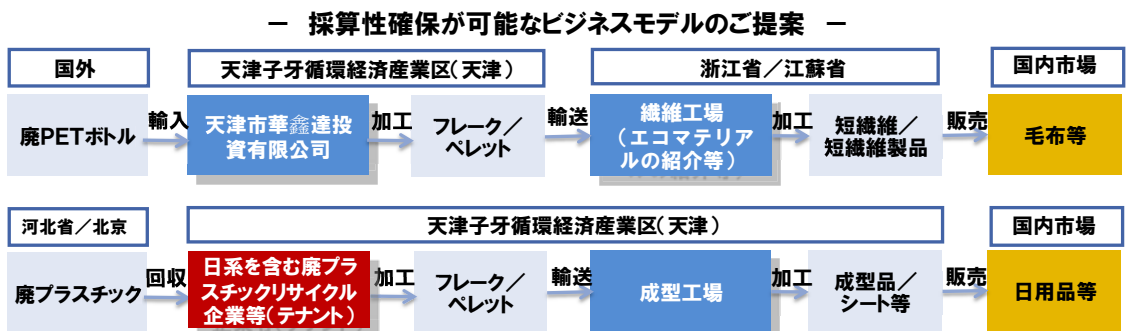 － 採算性確保が可能なビジネスモデルのご提案 －
国外
天津子牙循環経済産業区（天津）
浙江省／江蘇省
国内市場
廃PETボトル
輸入
天津市華鑫達投
資有限公司
加工
フレーク／
ペレット
輸送
繊維工場
（エコマテリア
ルの紹介等）
加工
短繊維／
短繊維製品
販売
毛布等
河北省／北京
天津子牙循環経済産業区（天津）
国内市場
廃プラスチック
回収
日系を含む廃プラ
スチックリサイクル
企業等（テナント）
加工
フレーク／
ペレット
輸送
成型工場
加工
成型品／
シート等
販売
日用品等